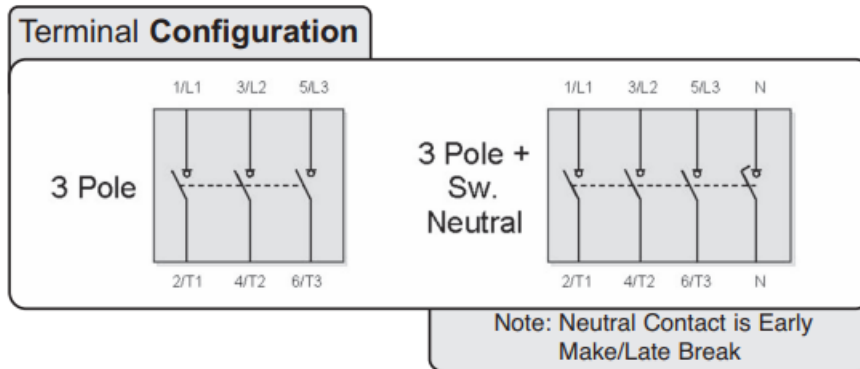 Terminal Configuration
1/L1 3/L2 5/L3
3 Pole
2/T1 4/T2 6/T3
1/L1 3/L2 5/L3 N
3 Pole +
Sw.
Neutral
2/T1 4/T2 6/T3 N
Note: Neutral Contact is Early
Make/Late Break